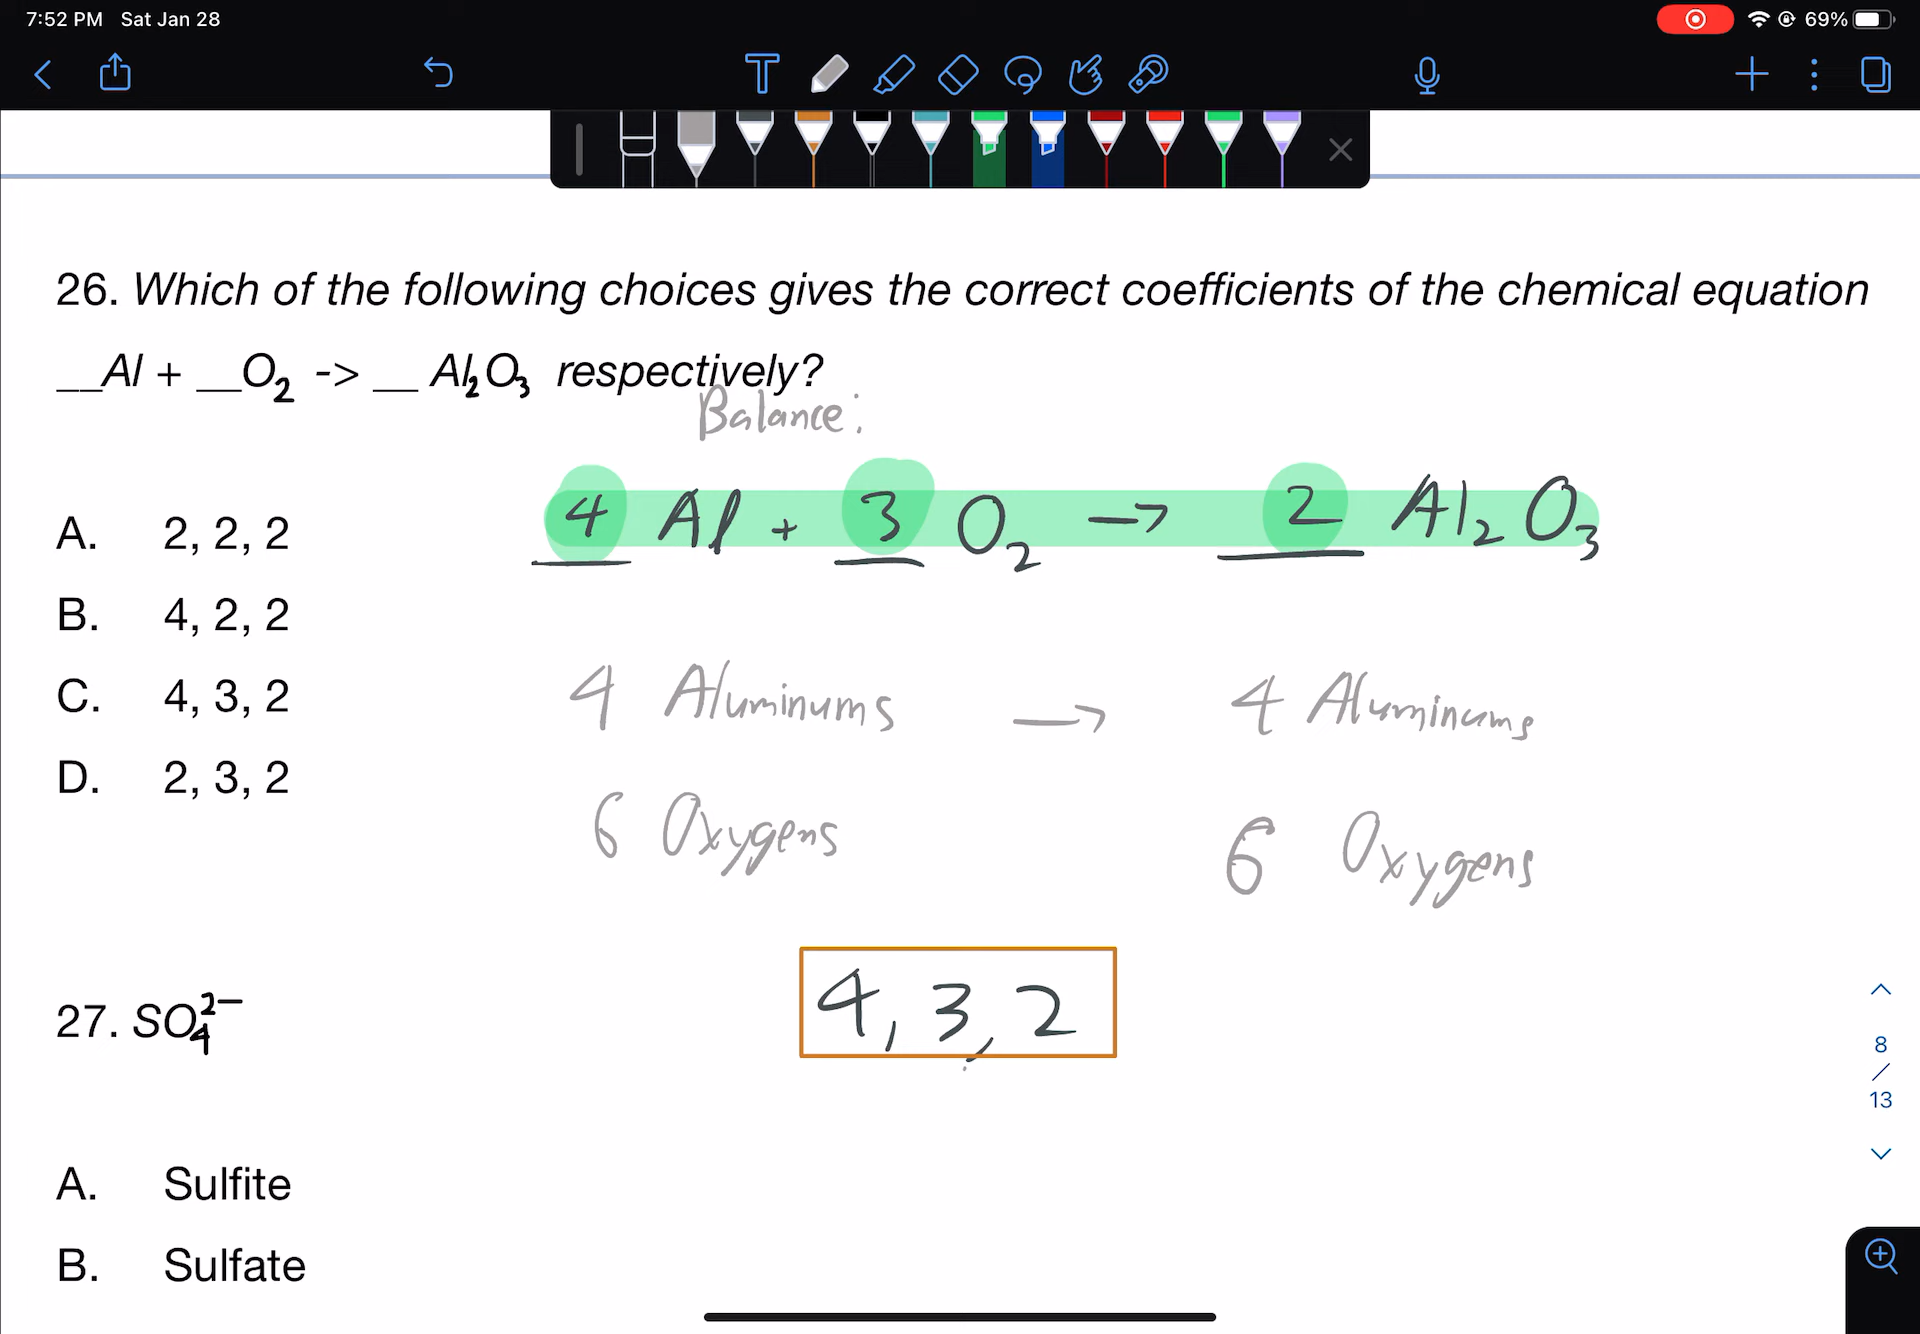 7:52 PM Sat Jan 28 69%
26. Which of the following choices gives the correct coefficients of the chemical equation
__Al + __O₂ -> __ Al₂O₃ respectively?
Balance:
4 Al + 3 O₂ → 2 Al₂O₃
A. 2, 2, 2
B. 4, 2, 2
C. 4, 3, 2
D. 2, 3, 2
4 Aluminums → 4 Aluminums
6 Oxygens 6 Oxygens
4, 3, 2
27. SO₄²⁻
A. Sulfite
B. Sulfate
8
/
13